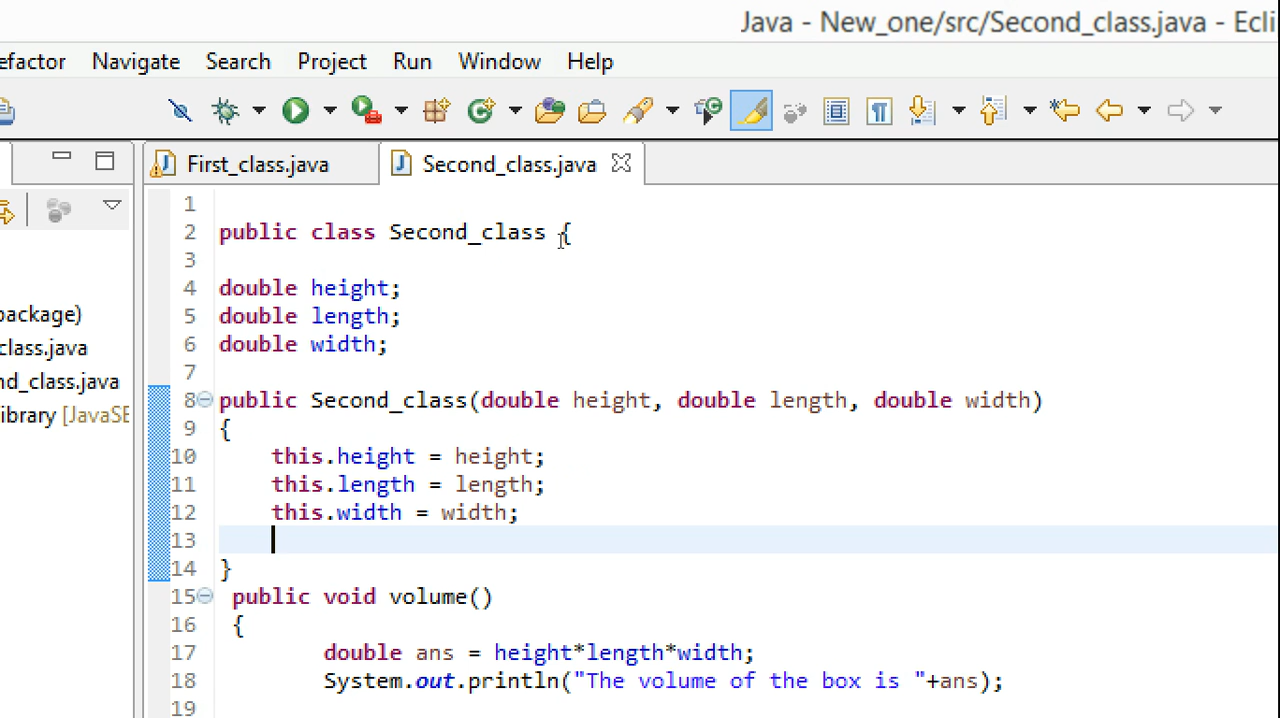 Java - New_one/src/Second_class.java - Ecli
efactor Navigate Search Project Run Window Help
First_class.java Second_class.java
package)
class.java
nd_class.java
ibrary [JavaSE
1
2 public class Second_class {
3
4 double height;
5 double length;
6 double width;
7
8 public Second_class(double height, double length, double width)
9 {
10 this.height = height;
11 this.length = length;
12 this.width = width;
13
14 }
15 public void volume()
16 {
17 double ans = height*length*width;
18 System.out.println("The volume of the box is "+ans);
19